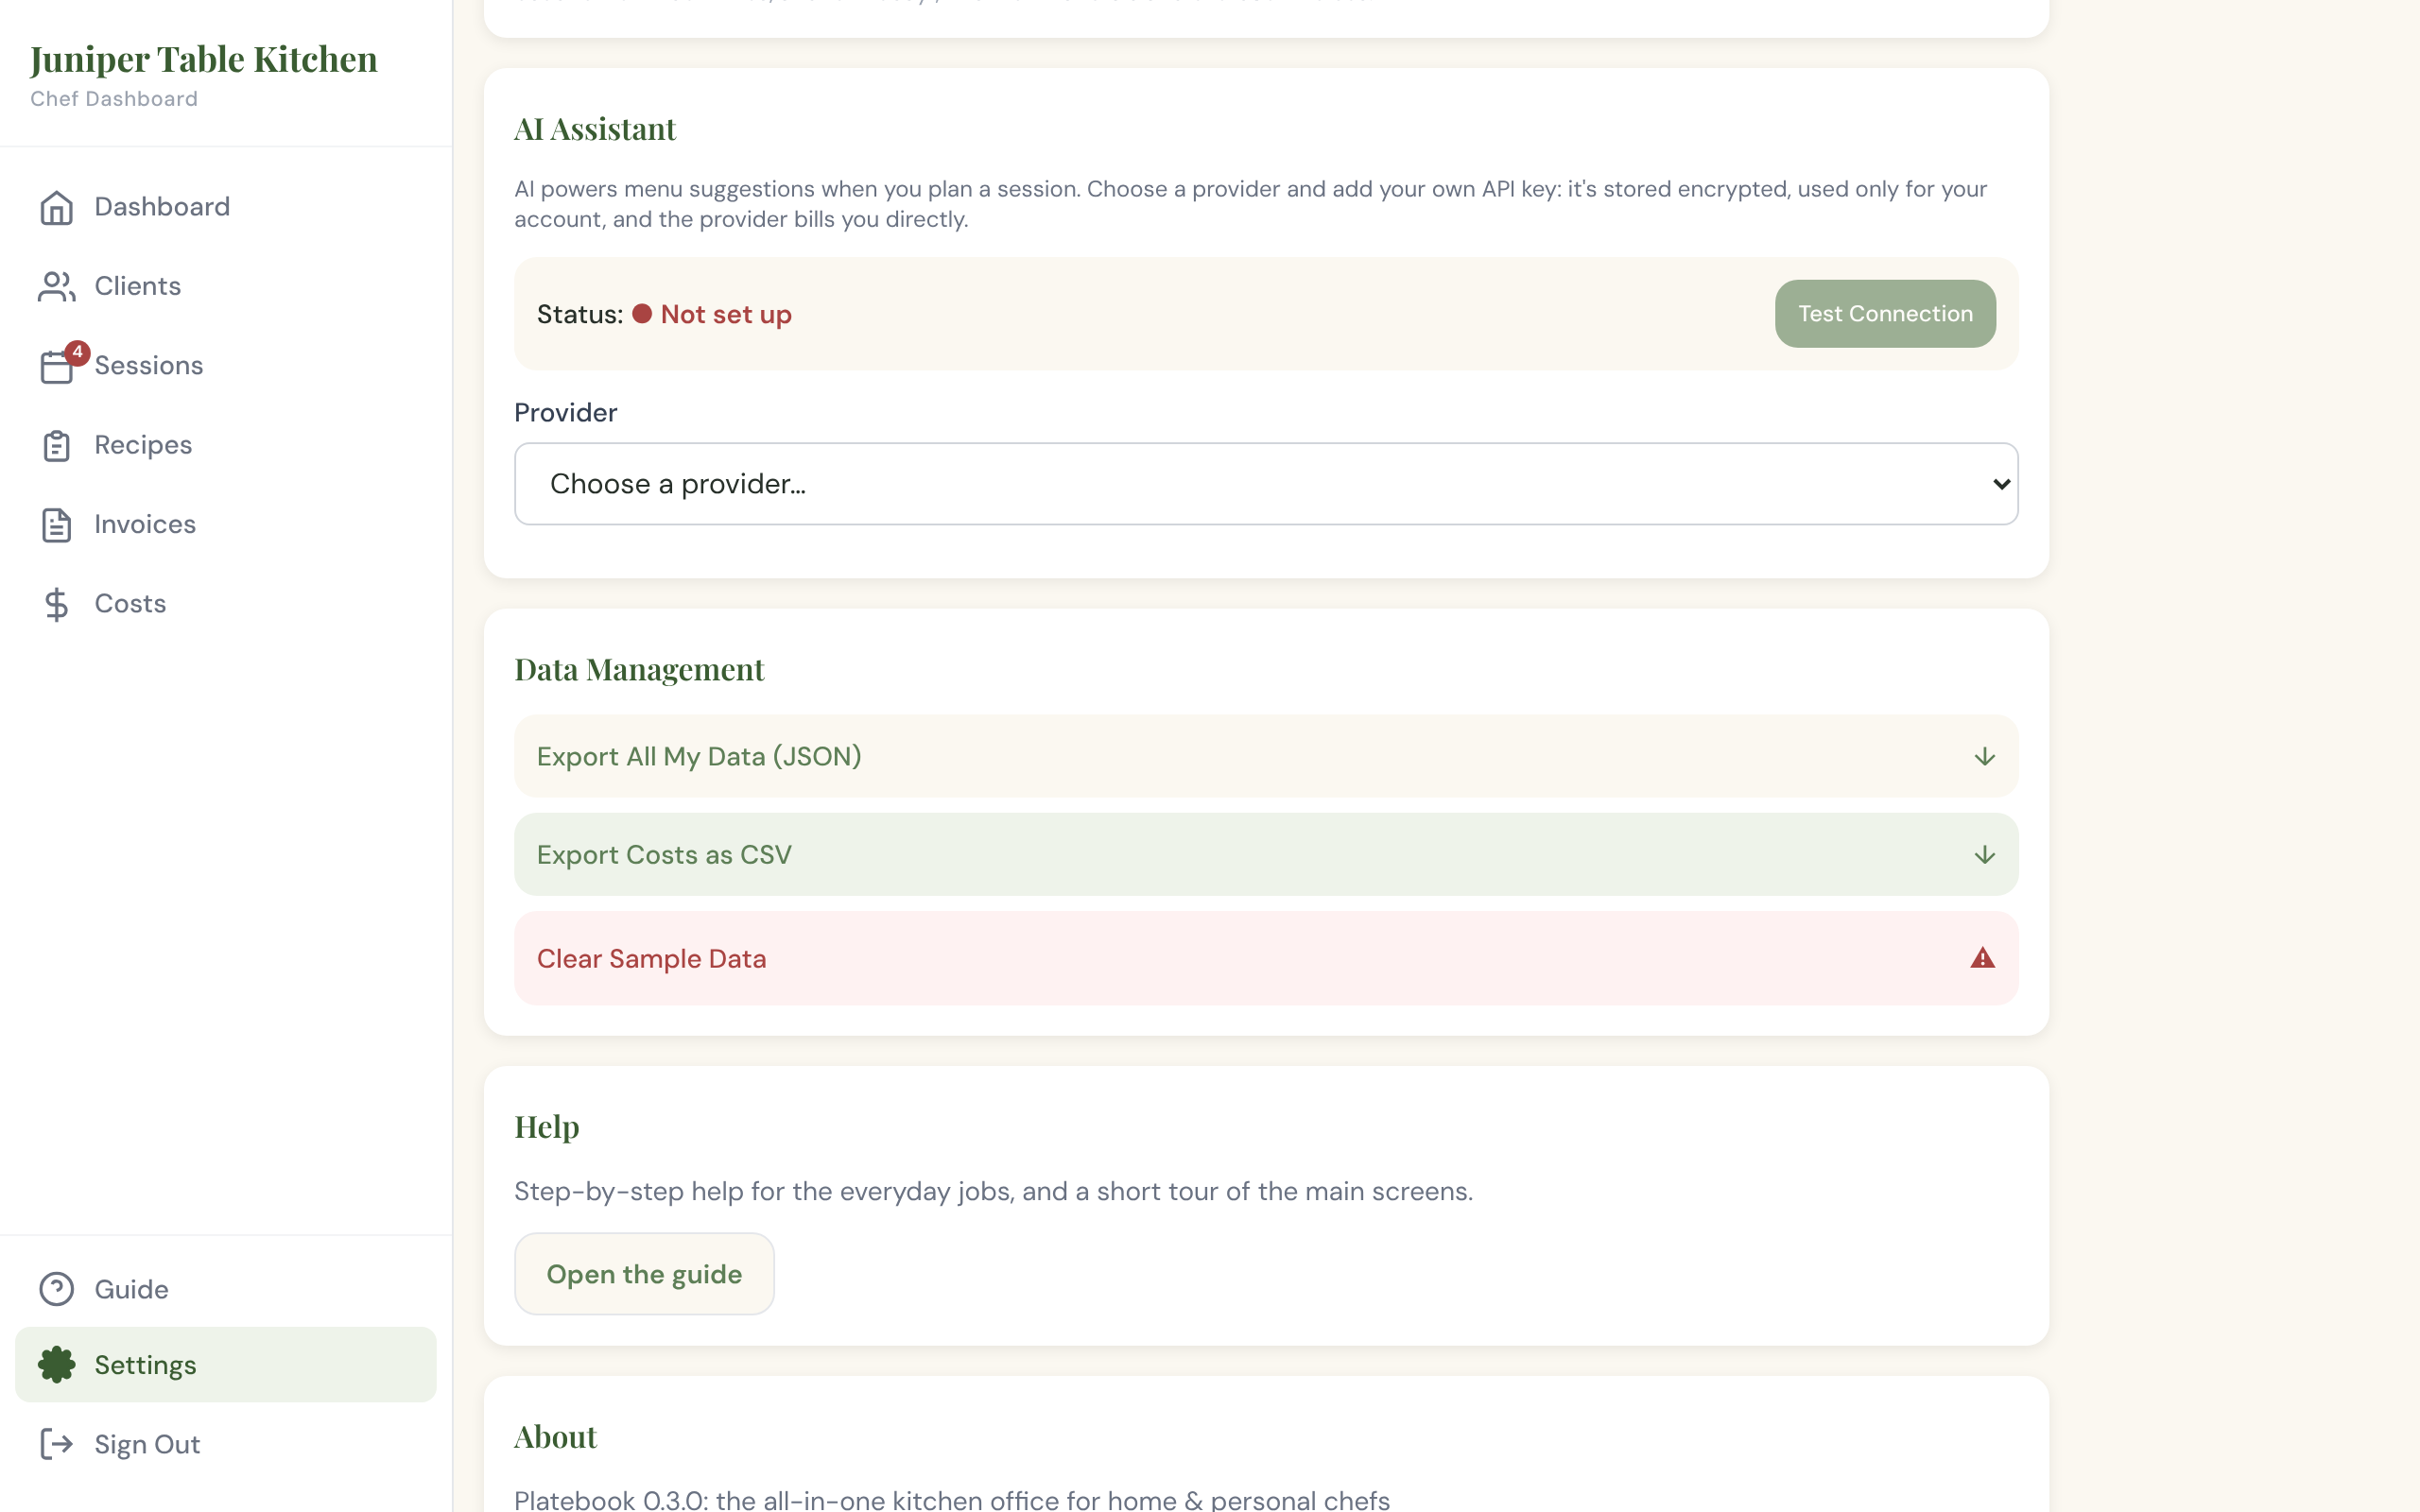 Juniper Table Kitchen
Chef Dashboard
Dashboard
Clients
4
Sessions
Recipes
Invoices
Costs
Guide
Settings
Sign Out
AI Assistant
AI powers menu suggestions when you plan a session. Choose a provider and add your own API key: it's stored encrypted, used only for your
account, and the provider bills you directly.
Status: Not set up
Test Connection
Provider
Choose a provider...
Data Management
Export All My Data (JSON)
Export Costs as CSV
Clear Sample Data
Help
Step-by-step help for the everyday jobs, and a short tour of the main screens.
Open the guide
About
Platebook 0.3.0: the all-in-one kitchen office for home & personal chefs